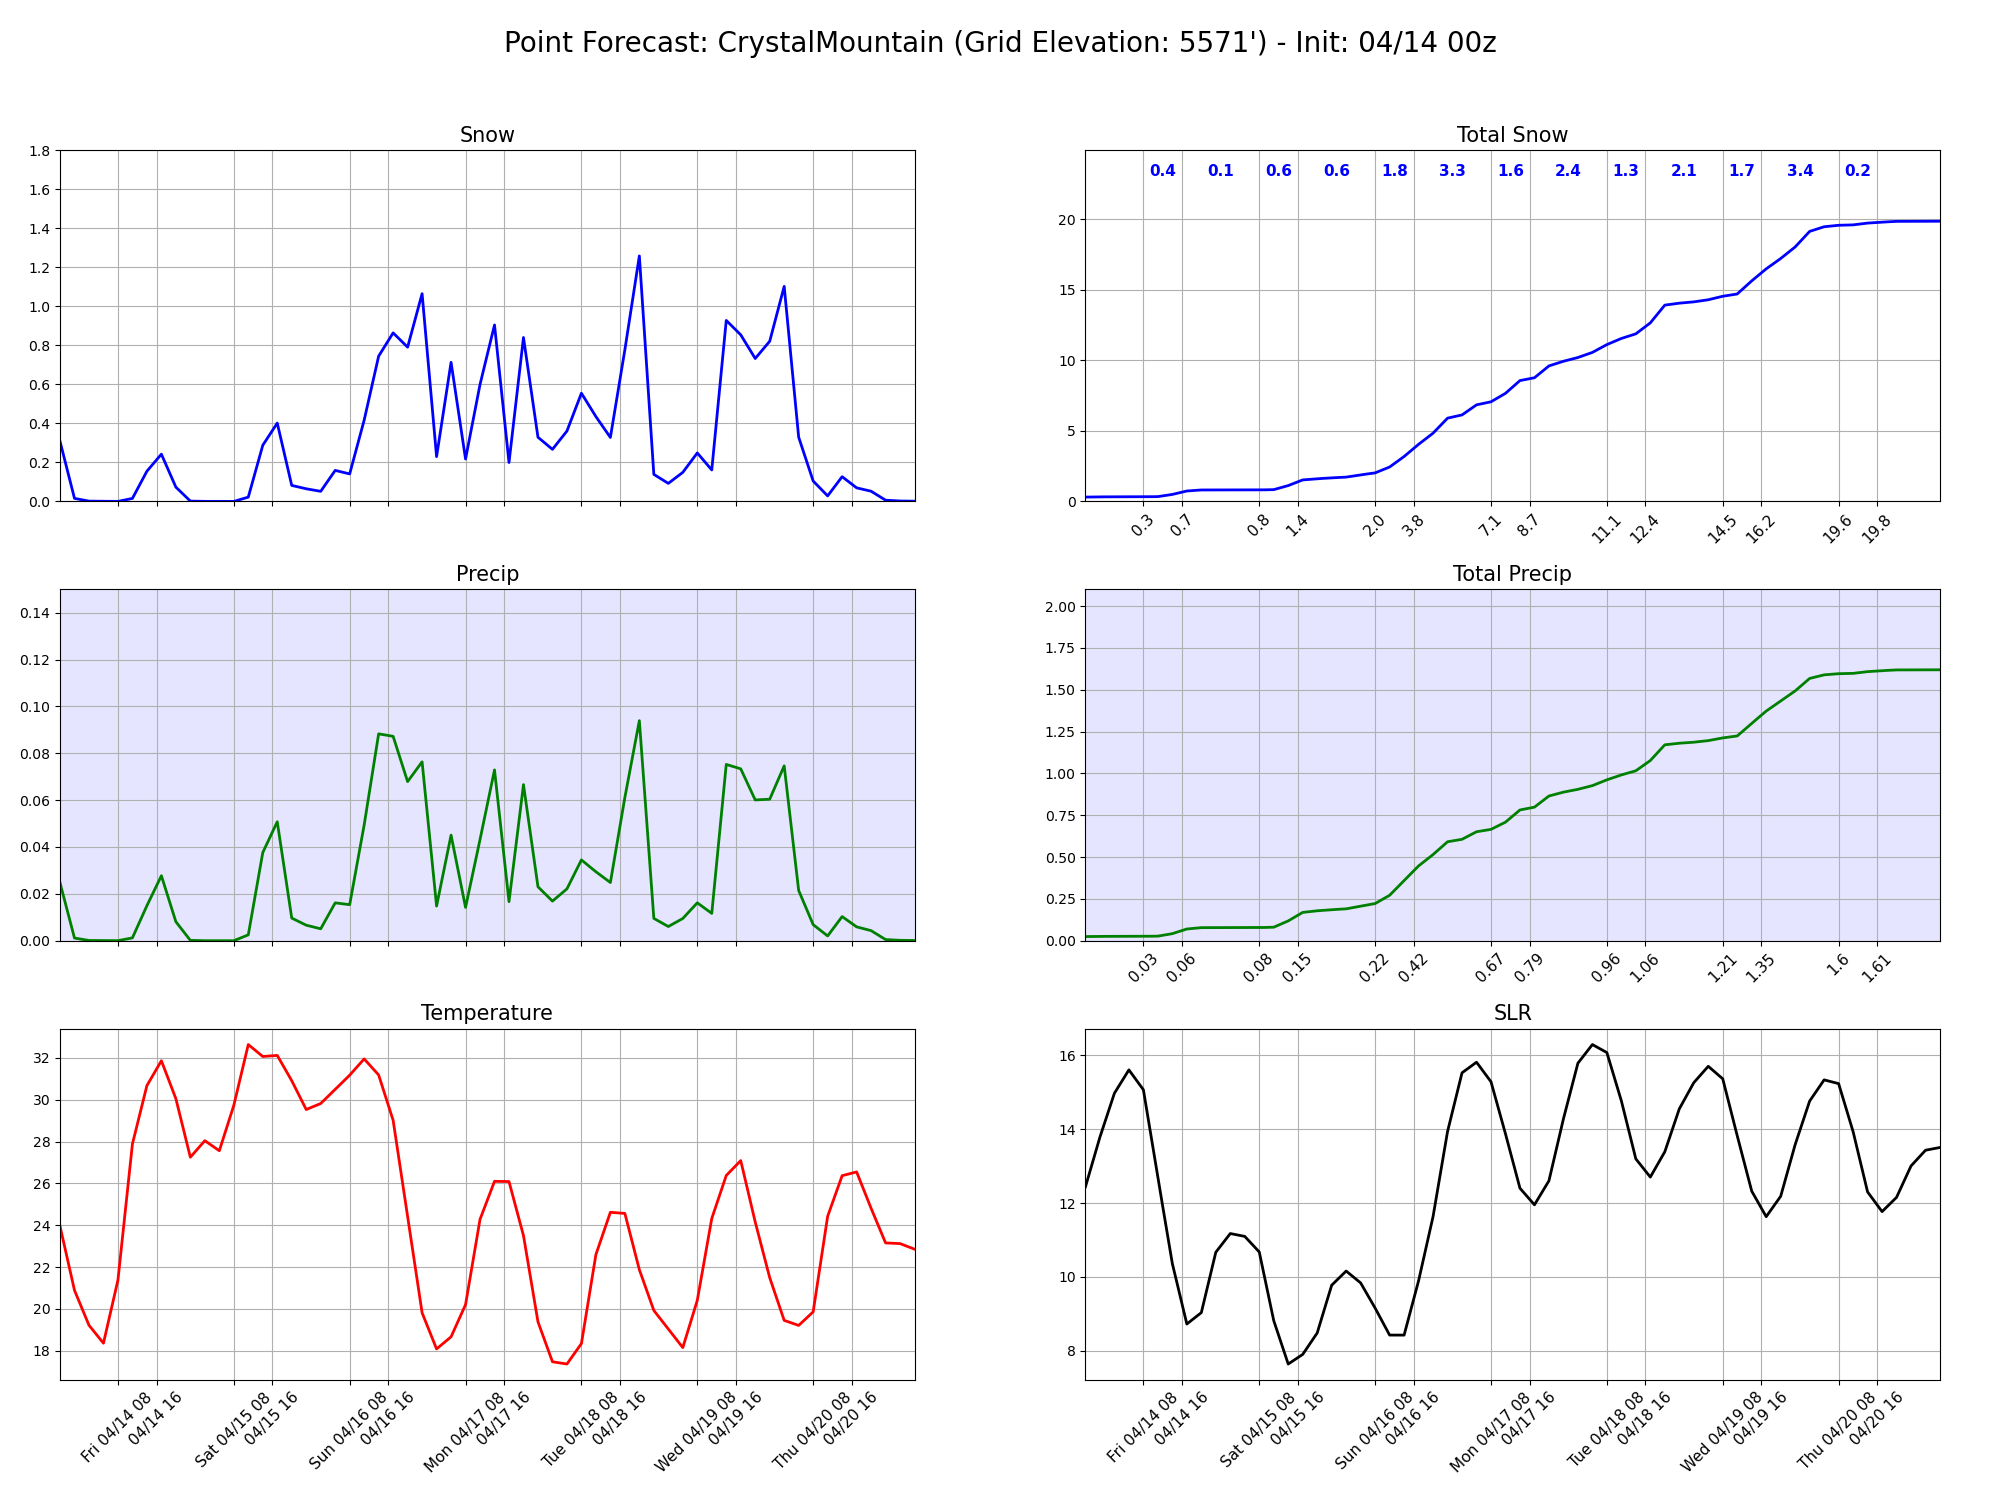 Point Forecast: CrystalMountain (Grid Elevation: 5571') - Init: 04/14 00z
Snow
1.8
1.6
1.4
1.2
1.0
0.8
0.6
0.4
0.2
0.0
Total Snow
0.4 0.1 0.6 0.6 1.8 3.3 1.6 2.4 1.3 2.1 1.7 3.4 0.2
20
15
10
5
0
0.3 0.7 0.8 1.4 2.0 3.8 7.1 8.7 11.1 12.4 14.5 16.2 19.6 19.8
Precip
0.14
0.12
0.10
0.08
0.06
0.04
0.02
0.00
Total Precip
2.00
1.75
1.50
1.25
1.00
0.75
0.50
0.25
0.00
0.03 0.06 0.08 0.15 0.22 0.42 0.67 0.79 0.96 1.06 1.21 1.35 1.6 1.61
Temperature
32
30
28
26
24
22
20
18
Fri 04/14 08
04/14 16
Sat 04/15 08
04/15 16
Sun 04/16 08
04/16 16
Mon 04/17 08
04/17 16
Tue 04/18 08
04/18 16
Wed 04/19 08
04/19 16
Thu 04/20 08
04/20 16
SLR
16
14
12
10
8
Fri 04/14 08
04/14 16
Sat 04/15 08
04/15 16
Sun 04/16 08
04/16 16
Mon 04/17 08
04/17 16
Tue 04/18 08
04/18 16
Wed 04/19 08
04/19 16
Thu 04/20 08
04/20 16